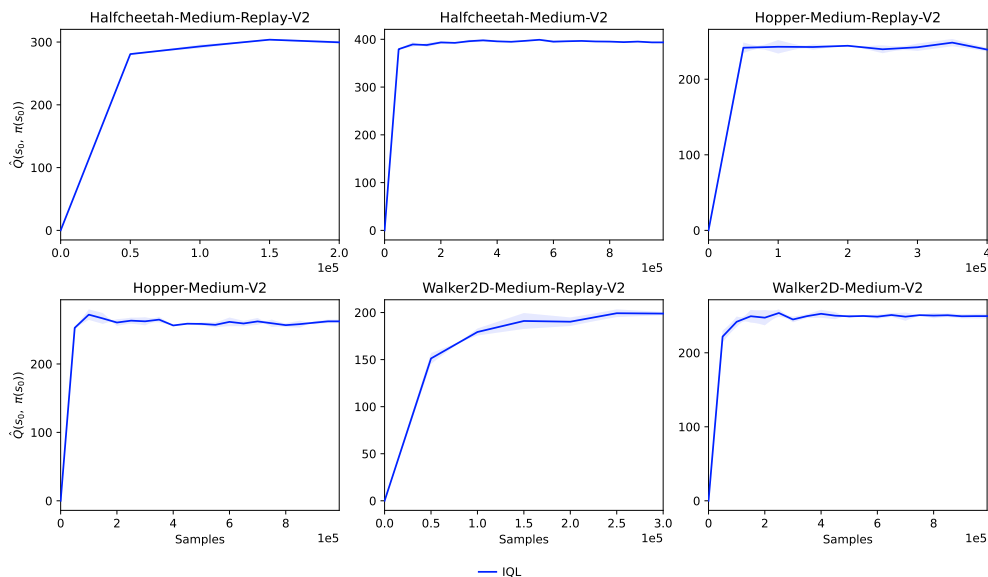 Halfcheetah-Medium-Replay-V2 Halfcheetah-Medium-V2 Hopper-Medium-Replay-V2
Q̂(s₀, π(s₀))
300
200
100
0
0.0 0.5 1.0 1.5 2.0
1e5
400
300
200
100
0
0 2 4 6 8
1e5
200
100
0
0 1 2 3 4
1e5
Hopper-Medium-V2 Walker2D-Medium-Replay-V2 Walker2D-Medium-V2
Q̂(s₀, π(s₀))
200
100
0
0 2 4 6 8
1e5
Samples
200
150
100
50
0
0.0 0.5 1.0 1.5 2.0 2.5 3.0
1e5
Samples
200
100
0
0 2 4 6 8
1e5
Samples
IQL